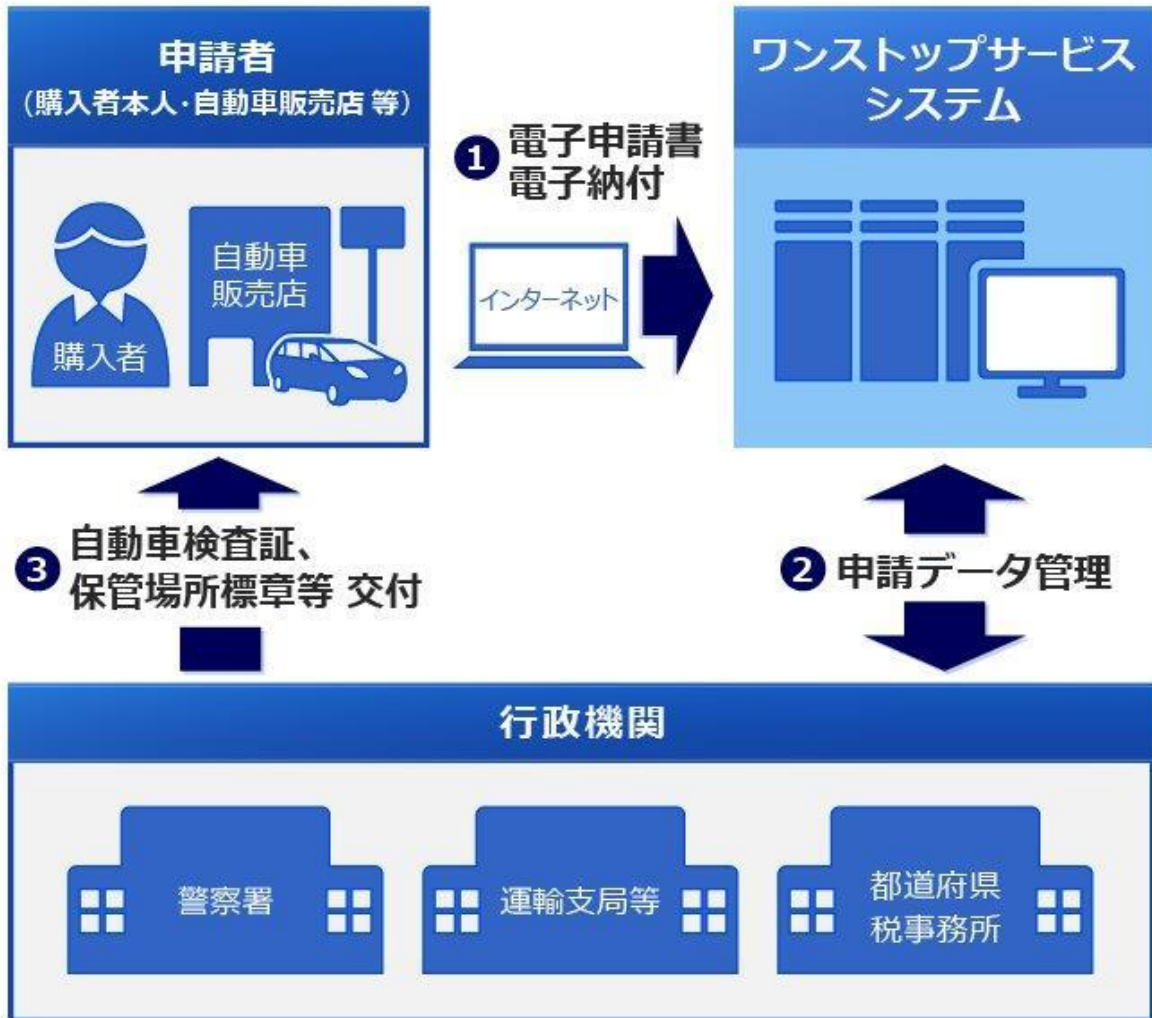 申請者
(購入者本人・自動車販売店 等)
ワンストップサービス
システム
❶ 電子申請書
電子納付
自動車
販売店
購入者
インターネット
❸ 自動車検査証、
保管場所標章等 交付
❷ 申請データ管理
行政機関
警察署
運輸支局等
都道府県
税事務所